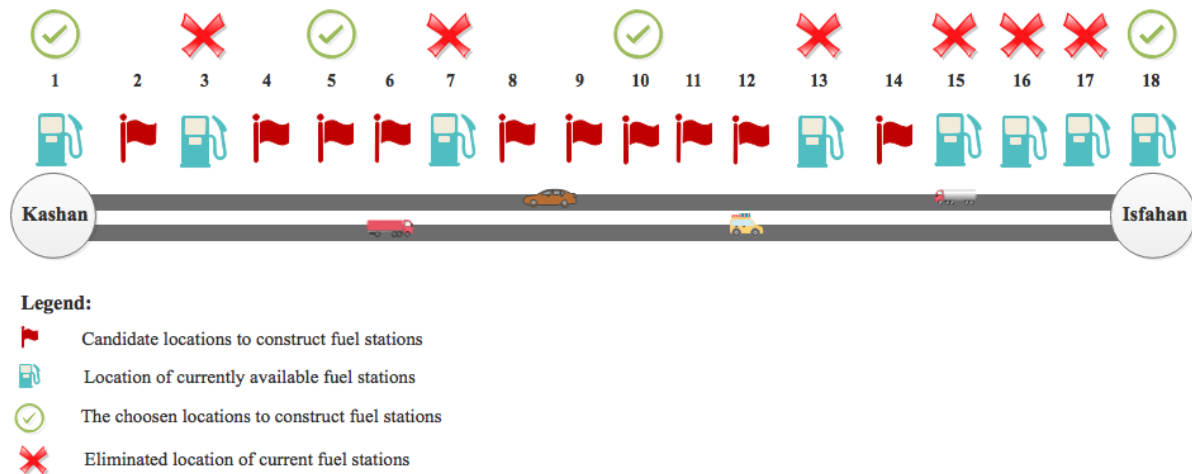 1 2 3 4 5 6 7 8 9 10 11 12 13 14 15 16 17 18
Kashan Isfahan
Legend:
Candidate locations to construct fuel stations
Location of currently available fuel stations
The choosen locations to construct fuel stations
Eliminated location of current fuel stations